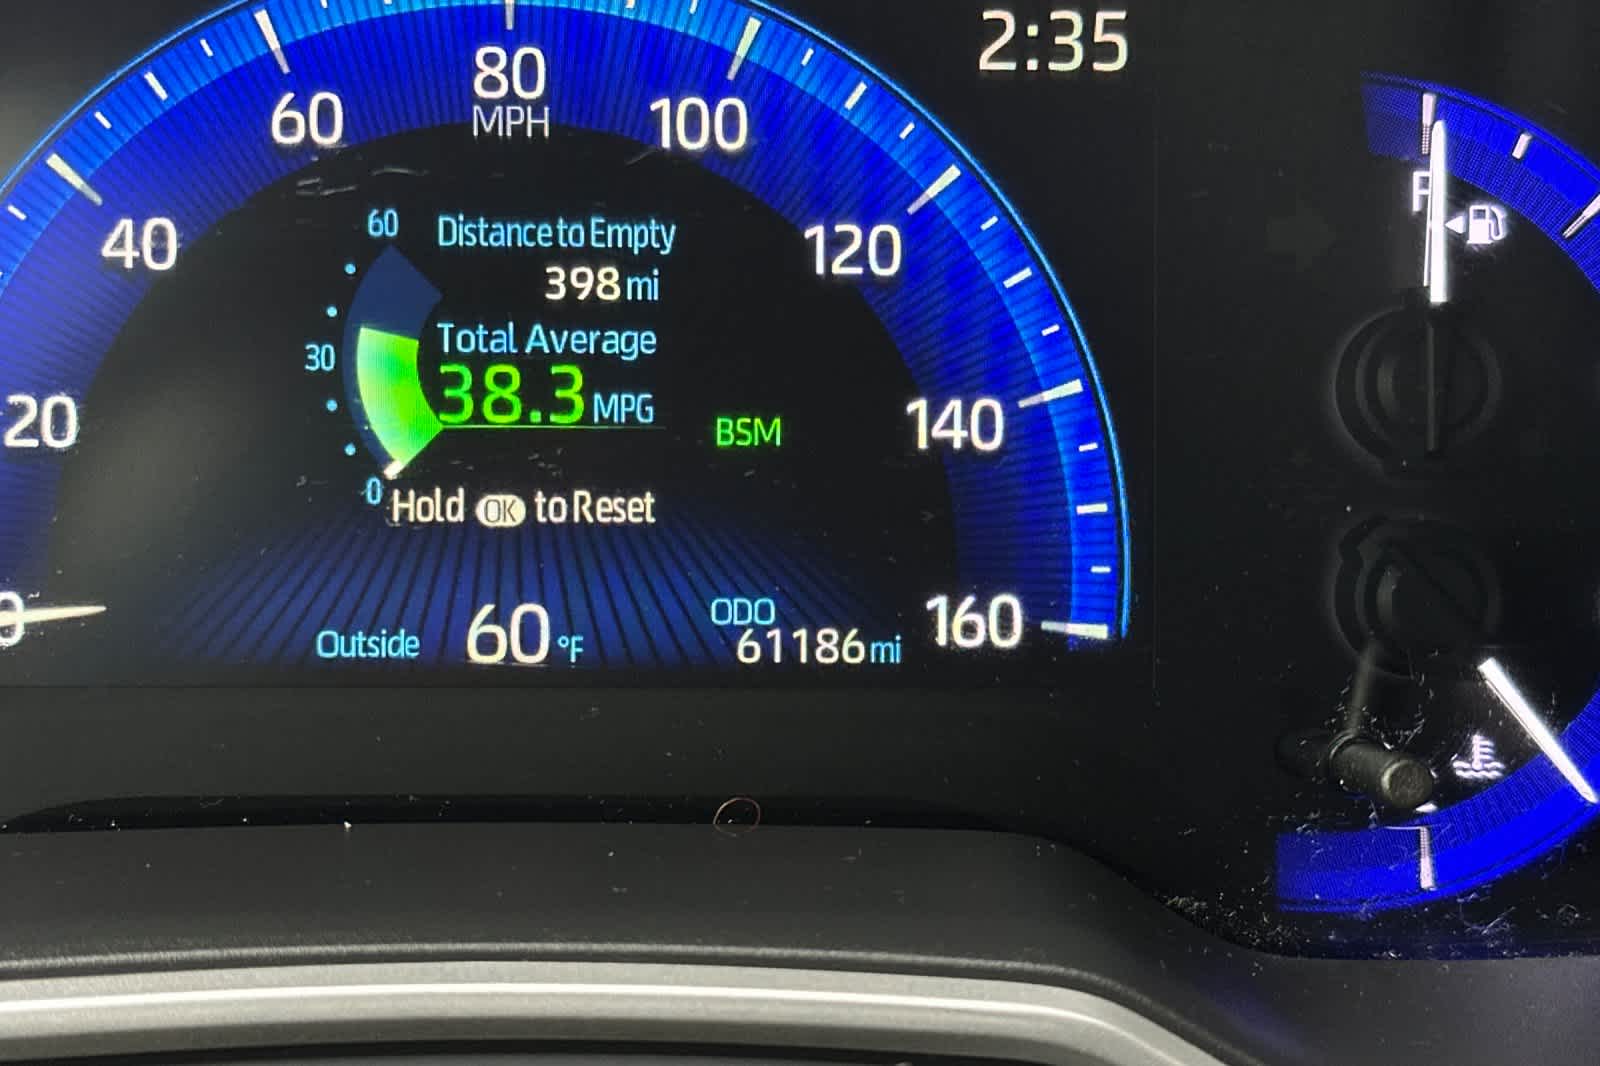 2:35
80
MPH
60
100
40
120
20
140
0
160
60
Distance to Empty
398 mi
30
Total Average
38.3 MPG
BSM
0
Hold OK to Reset
Outside 60 °F
ODO
61186 mi
F